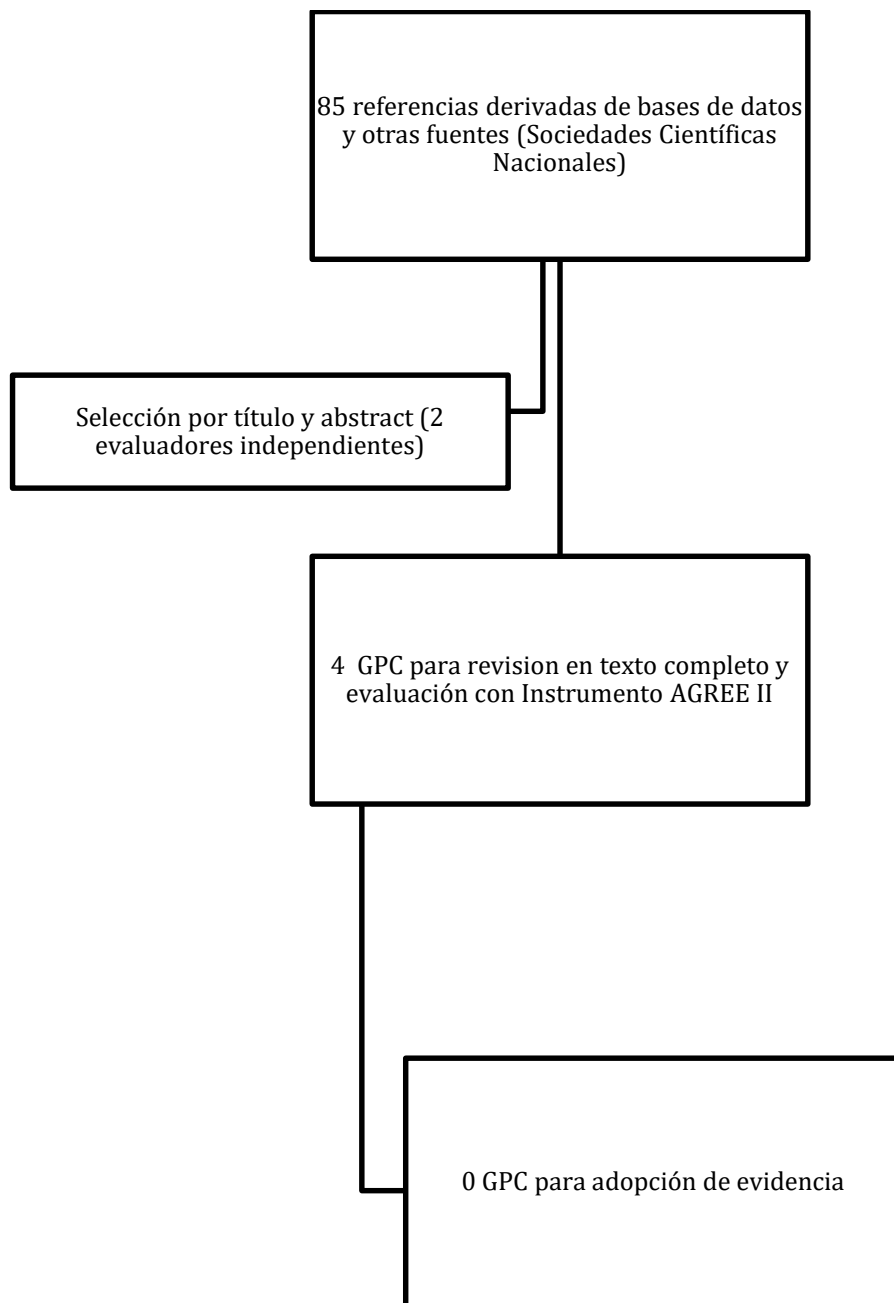 85 referencias derivadas de bases de datos
y otras fuentes (Sociedades Científicas
Nacionales)
Selección por título y abstract (2
evaluadores independientes)
4 GPC para revision en texto completo y
evaluación con Instrumento AGREE II
0 GPC para adopción de evidencia